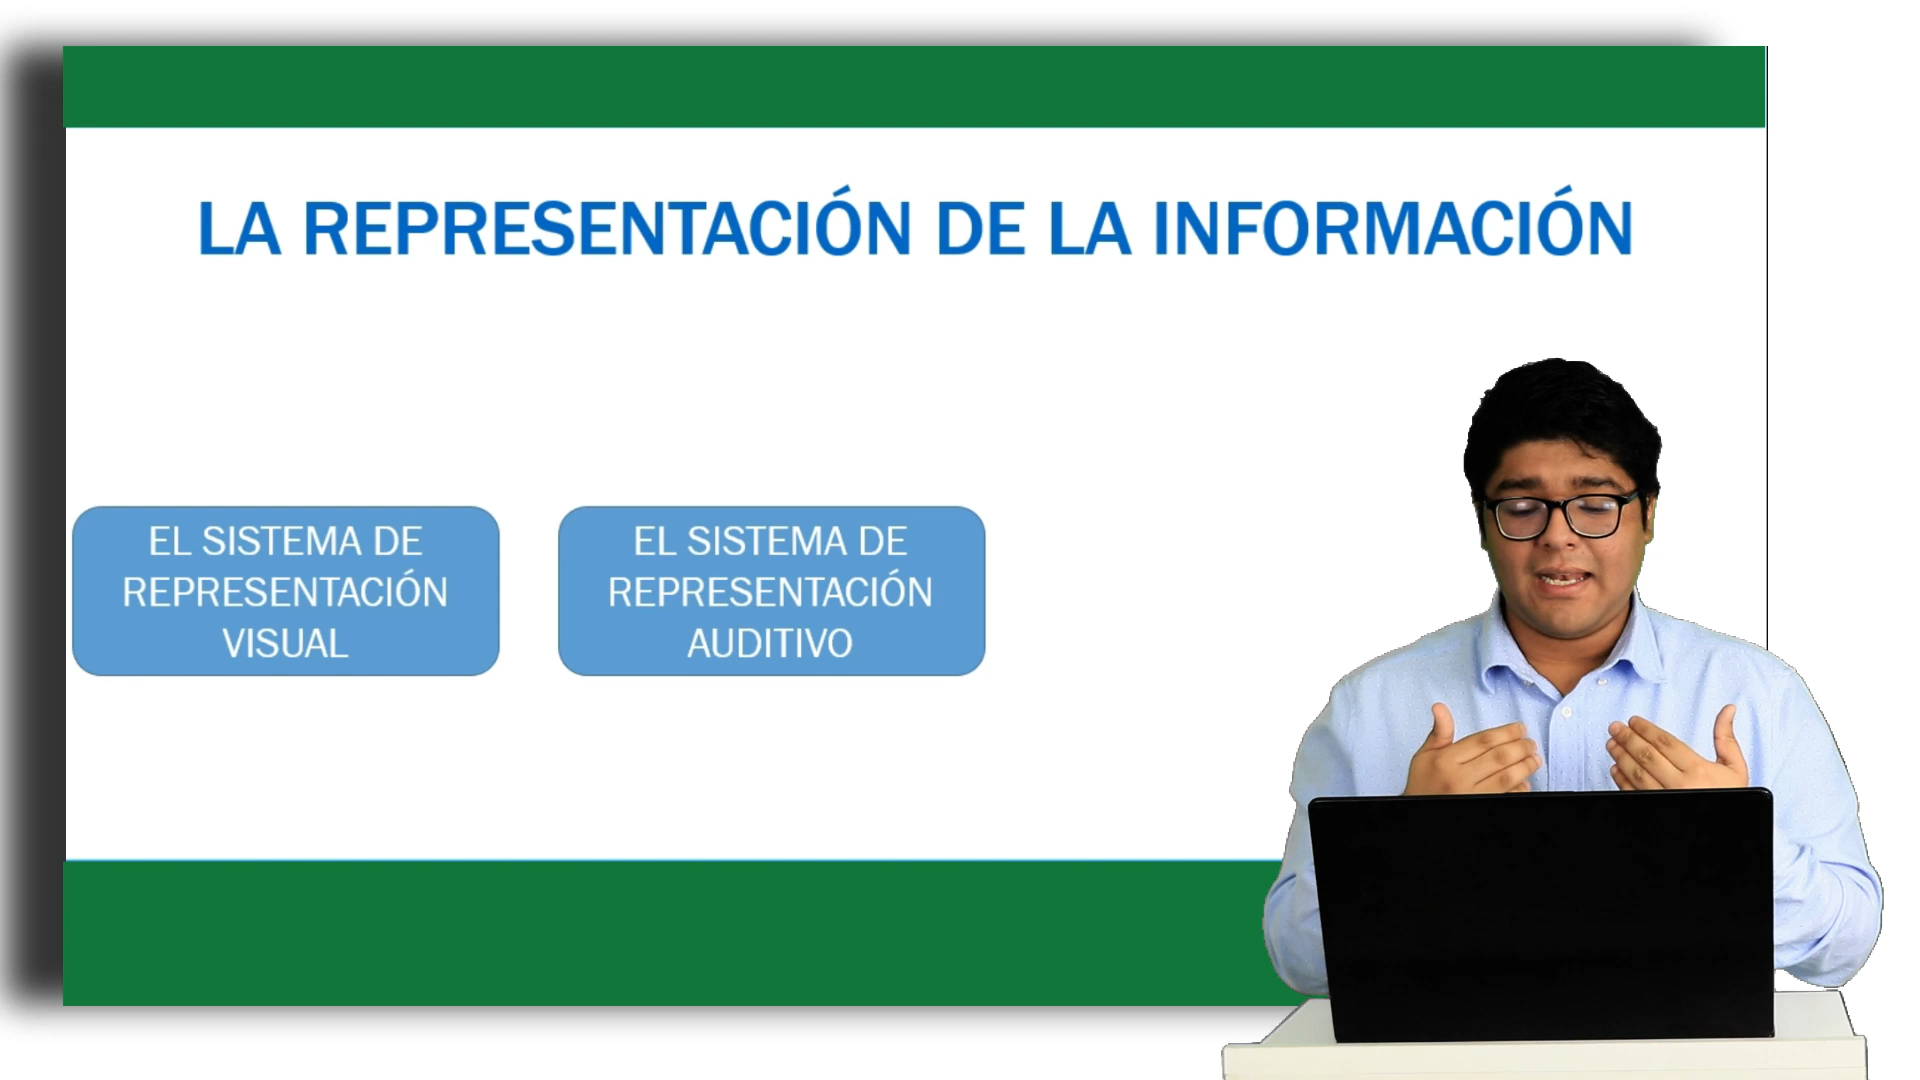 LA REPRESENTACIÓN DE LA INFORMACIÓN
EL SISTEMA DE
REPRESENTACIÓN
VISUAL
EL SISTEMA DE
REPRESENTACIÓN
AUDITIVO